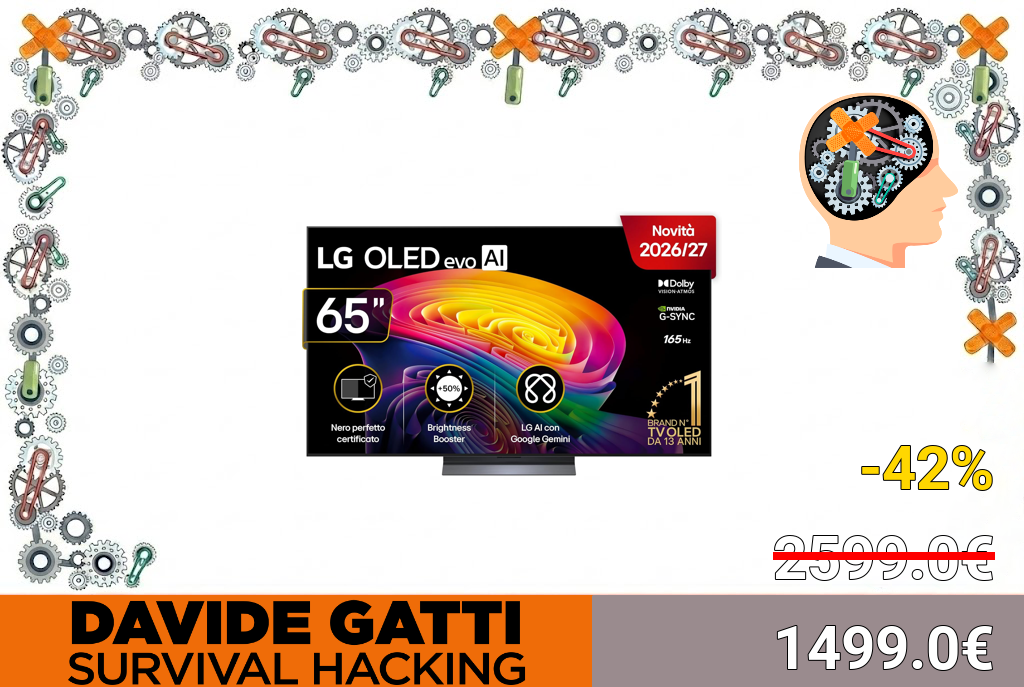 Novità
2026/27
LG OLED evo AI
65”
Dolby
VISION·ATMOS
NVIDIA
G-SYNC
165 Hz
+50%
Nero perfetto
certificato
Brightness
Booster
LG AI con
Google Gemini
1
BRAND N°
TV OLED
DA 13 ANNI
-42%
2599.0€
DAVIDE GATTI
SURVIVAL HACKING
1499.0€